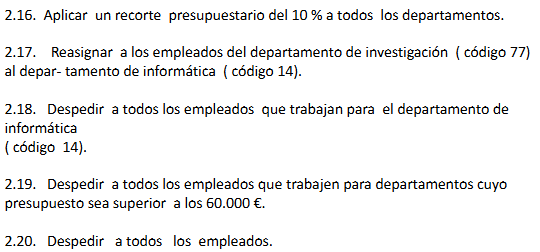 2.16. Aplicar un recorte presupuestario del 10 % a todos los departamentos.
2.17. Reasignar a los empleados del departamento de investigación ( código 77)
al depar- tamento de informática ( código 14).
2.18. Despedir a todos los empleados que trabajan para el departamento de
informática
( código 14).
2.19. Despedir a todos los empleados que trabajen para departamentos cuyo
presupuesto sea superior a los 60.000 €.
2.20. Despedir a todos los empleados.